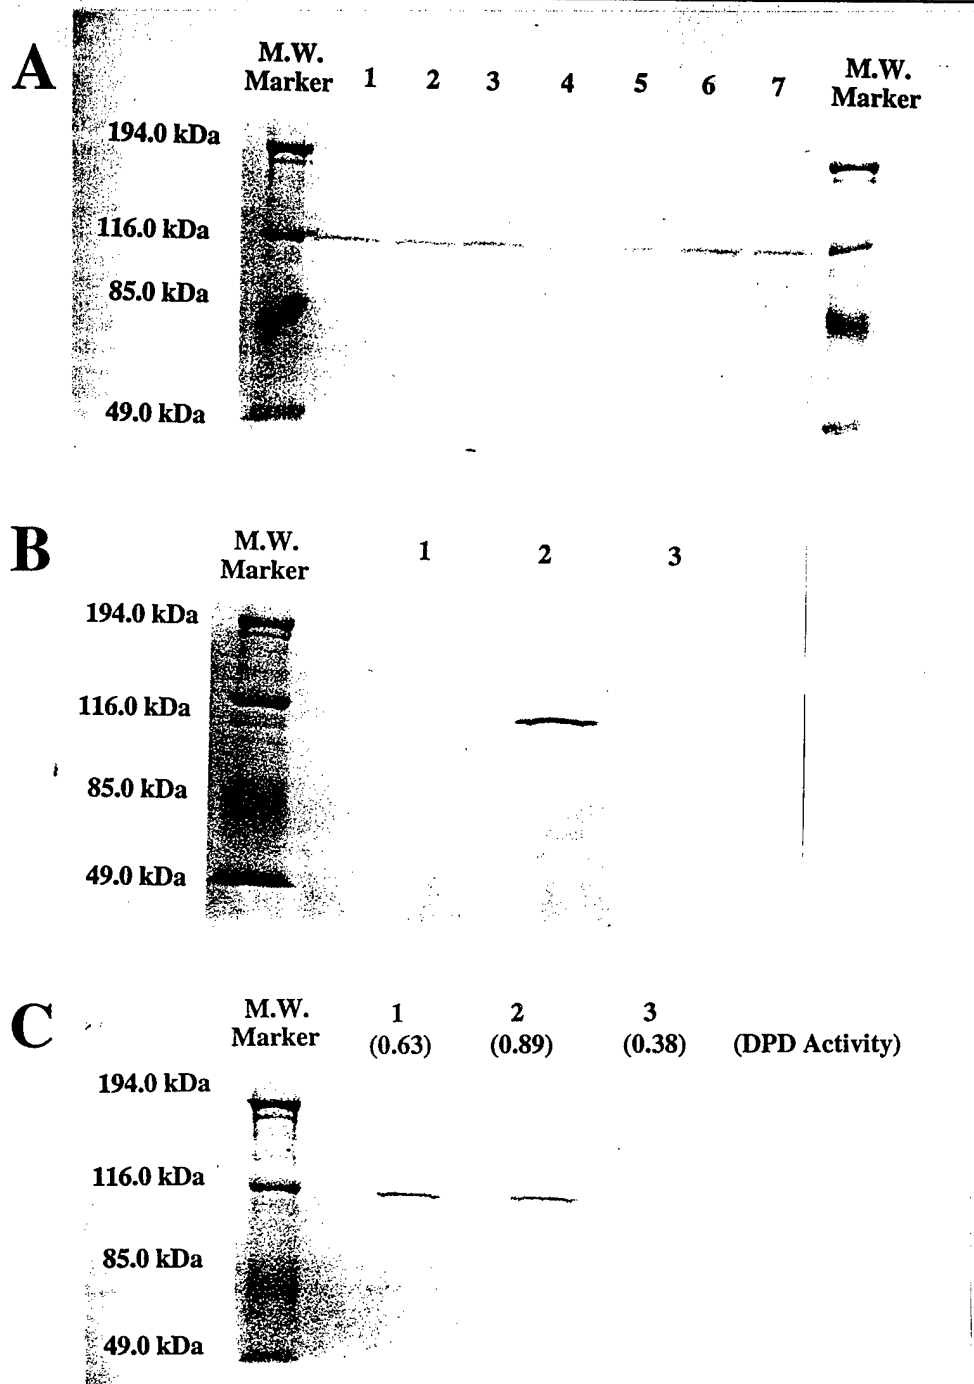 A
M.W.
Marker 1 2 3 4 5 6 7 M.W.
Marker
194.0 kDa
116.0 kDa
85.0 kDa
49.0 kDa
B
M.W.
Marker 1 2 3
194.0 kDa
116.0 kDa
85.0 kDa
49.0 kDa
C
M.W. 1 2 3
Marker (0.63) (0.89) (0.38) (DPD Activity)
194.0 kDa
116.0 kDa
85.0 kDa
49.0 kDa